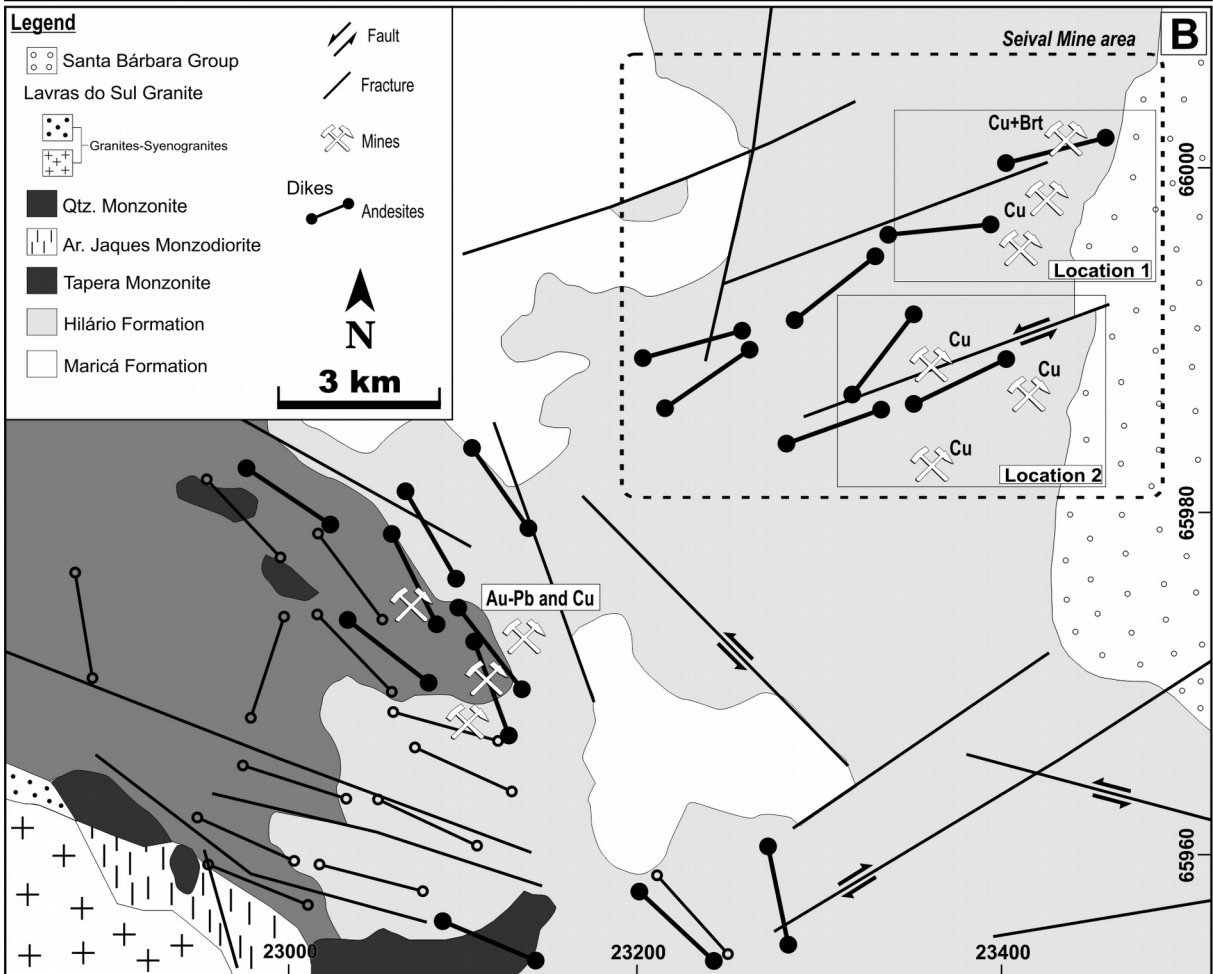 Legend
Santa Bárbara Group
Lavras do Sul Granite
Granites-Syenogranites
Qtz. Monzonite
Ar. Jaques Monzodiorite
Tapera Monzonite
Hilário Formation
Maricá Formation
Fault
Fracture
Mines
Dikes
Andesites
N
3 km
Seival Mine area
B
Cu+Brt
Cu
Location 1
66000
Cu
Cu
Cu
Location 2
65980
Au-Pb and Cu
65960
23000
23200
23400